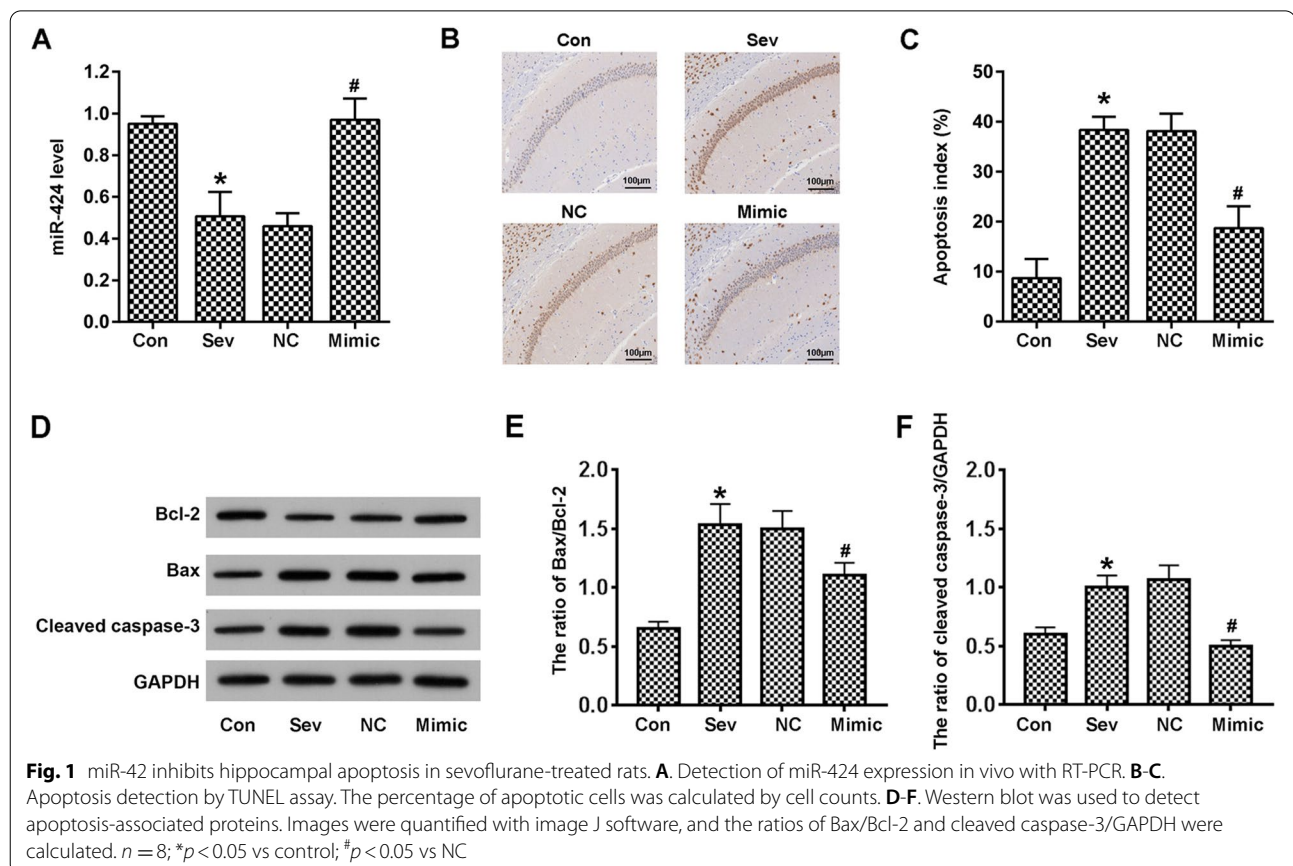 A
miR-424 level
1.2
1.0
0.8
0.6
0.4
0.2
0.0
*
#
Con Sev NC Mimic
B
Con Sev
100μm 100μm
NC Mimic
100μm 100μm
C
Apoptosis index (%)
50
40
30
20
10
0
*
#
Con Sev NC Mimic
D
Bcl-2
Bax
Cleaved caspase-3
GAPDH
Con Sev NC Mimic
E
The ratio of Bax/Bcl-2
2.0
1.5
1.0
0.5
0.0
*
#
Con Sev NC Mimic
F
The ratio of cleaved caspase-3/GAPDH
2.0
1.5
1.0
0.5
0.0
*
#
Con Sev NC Mimic
Fig. 1 miR-42 inhibits hippocampal apoptosis in sevoflurane-treated rats. A. Detection of miR-424 expression in vivo with RT-PCR. B-C.
Apoptosis detection by TUNEL assay. The percentage of apoptotic cells was calculated by cell counts. D-F. Western blot was used to detect
apoptosis-associated proteins. Images were quantified with image J software, and the ratios of Bax/Bcl-2 and cleaved caspase-3/GAPDH were
calculated. n = 8; *p < 0.05 vs control; #p < 0.05 vs NC